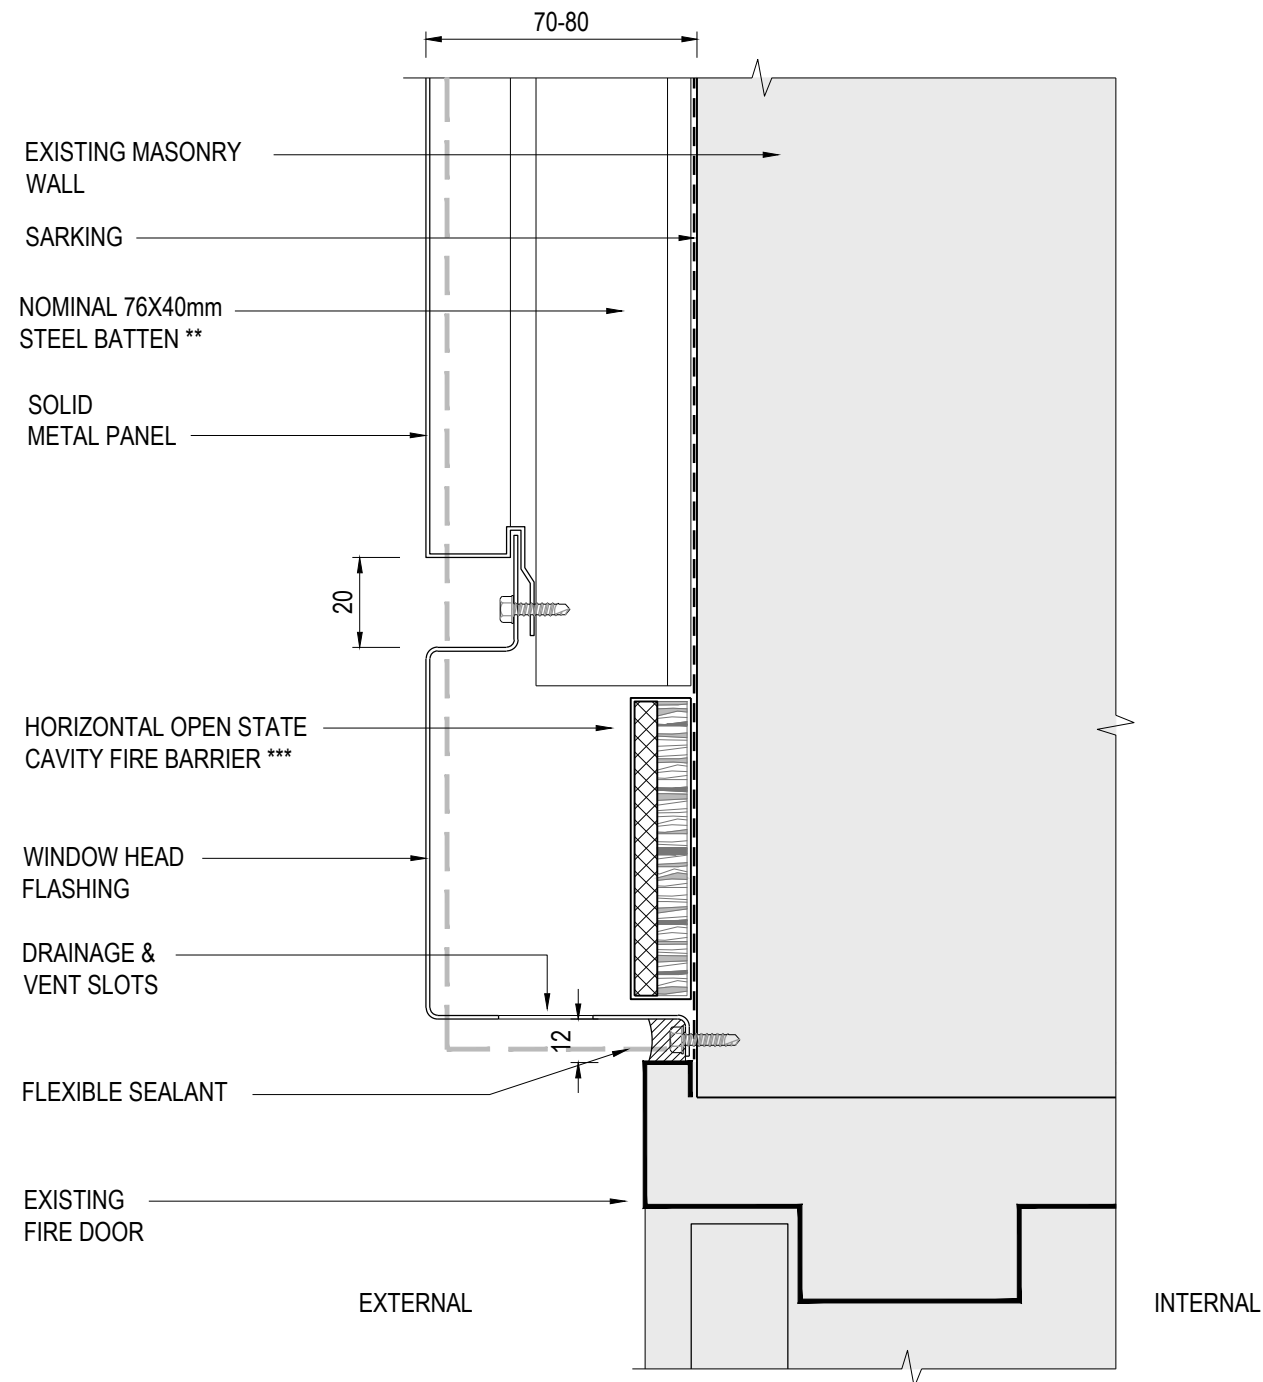 70-80
EXISTING MASONRY
WALL
SARKING
NOMINAL 76X40mm
STEEL BATTEN **
SOLID
METAL PANEL
20
HORIZONTAL OPEN STATE
CAVITY FIRE BARRIER ***
WINDOW HEAD
FLASHING
DRAINAGE &
VENT SLOTS
12
FLEXIBLE SEALANT
EXISTING
FIRE DOOR
EXTERNAL
INTERNAL